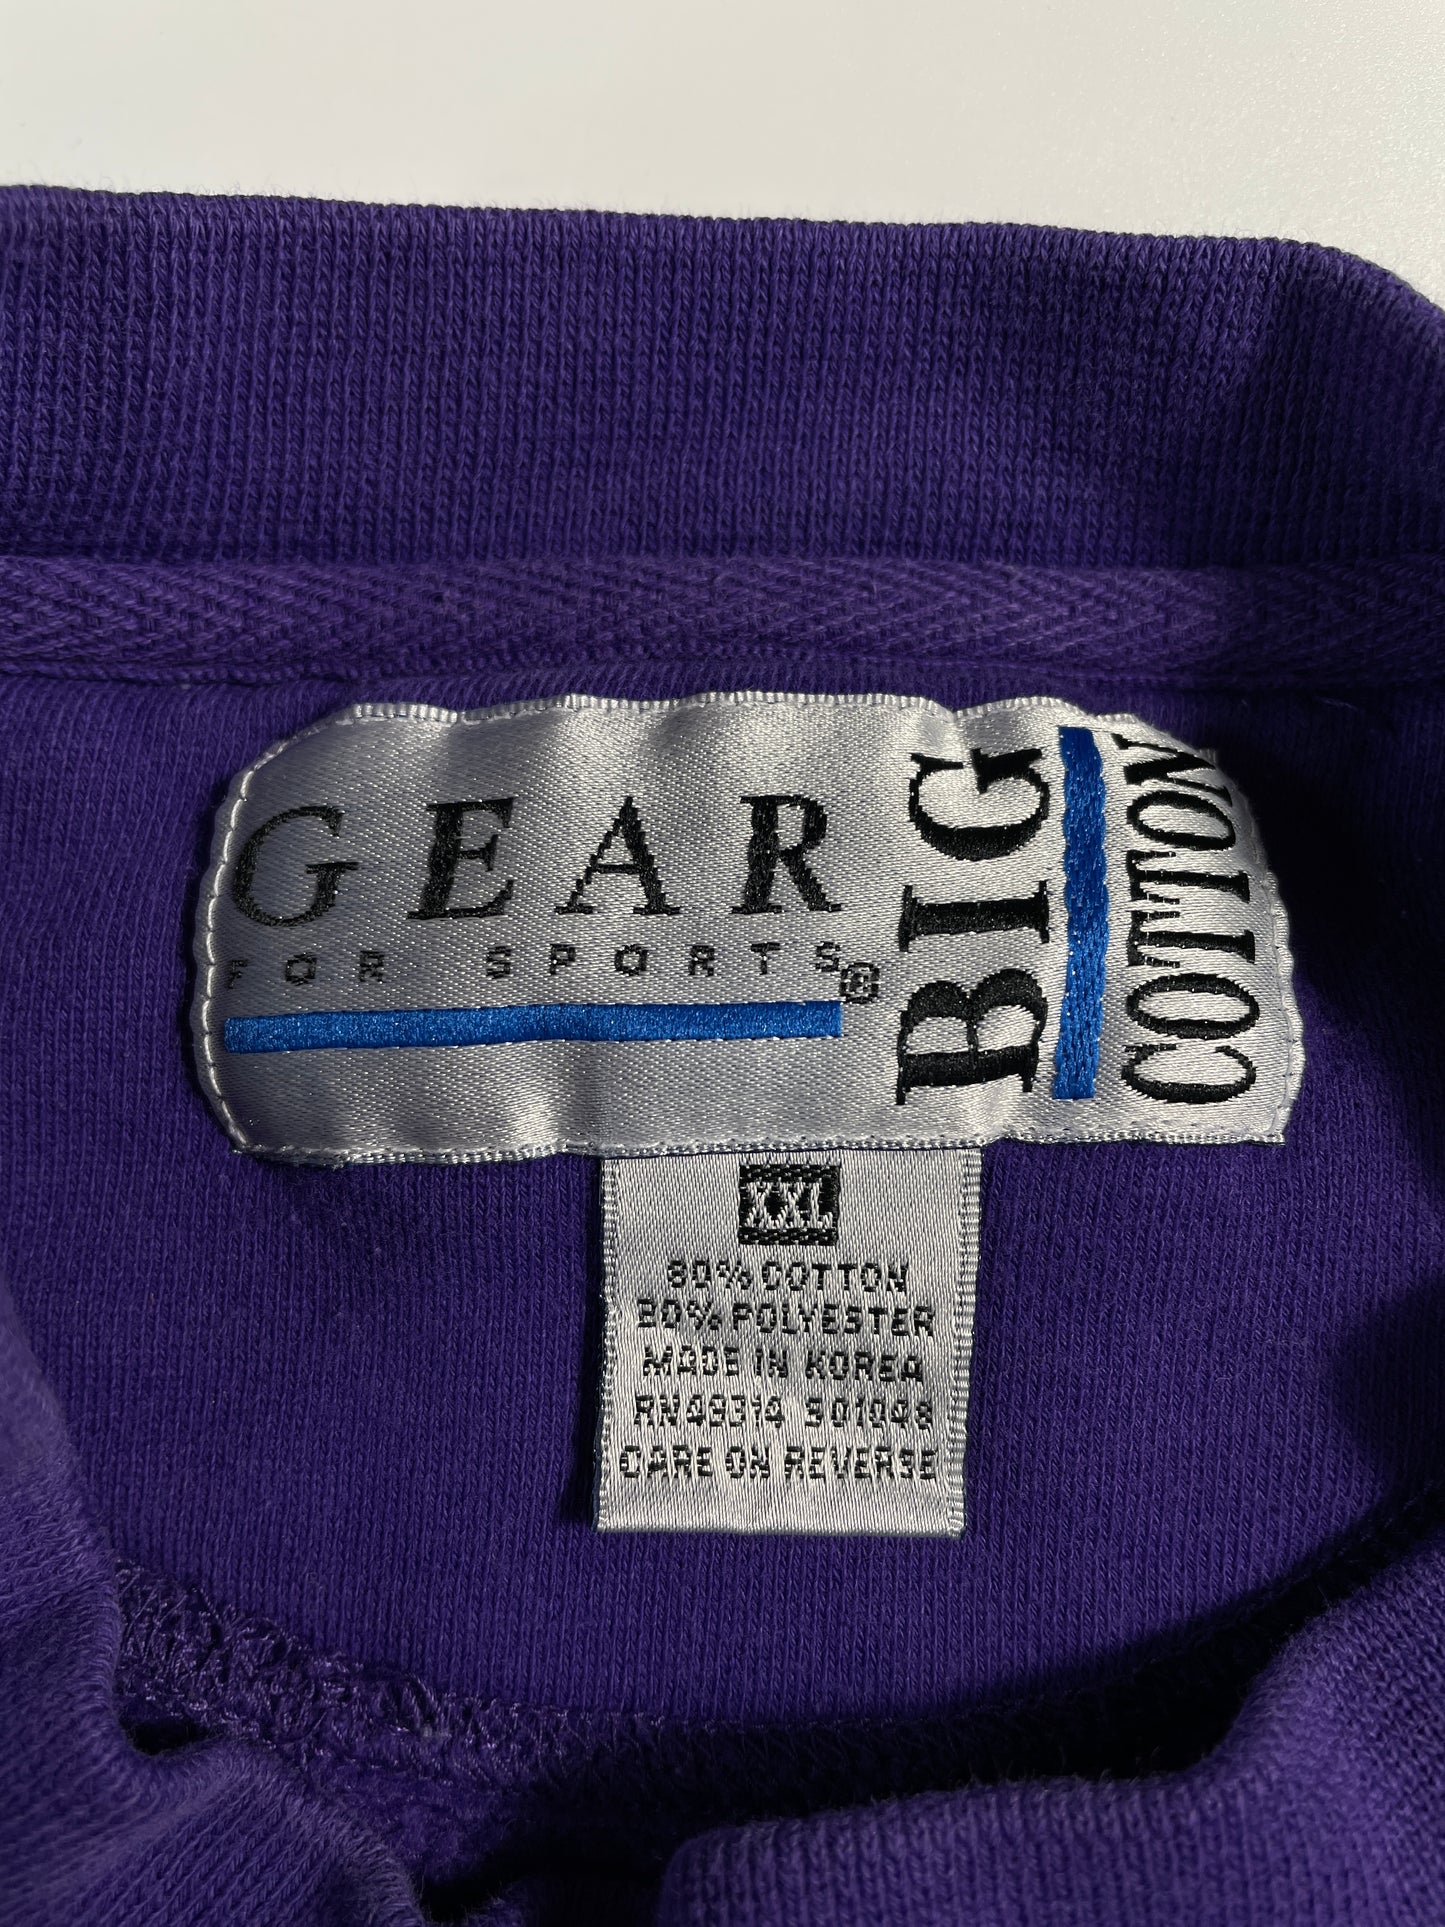 GEAR
FOR SPORTS®
BIG
COTTON
XXL
80% COTTON
20% POLYESTER
MADE IN KOREA
CARE ON REVERSE